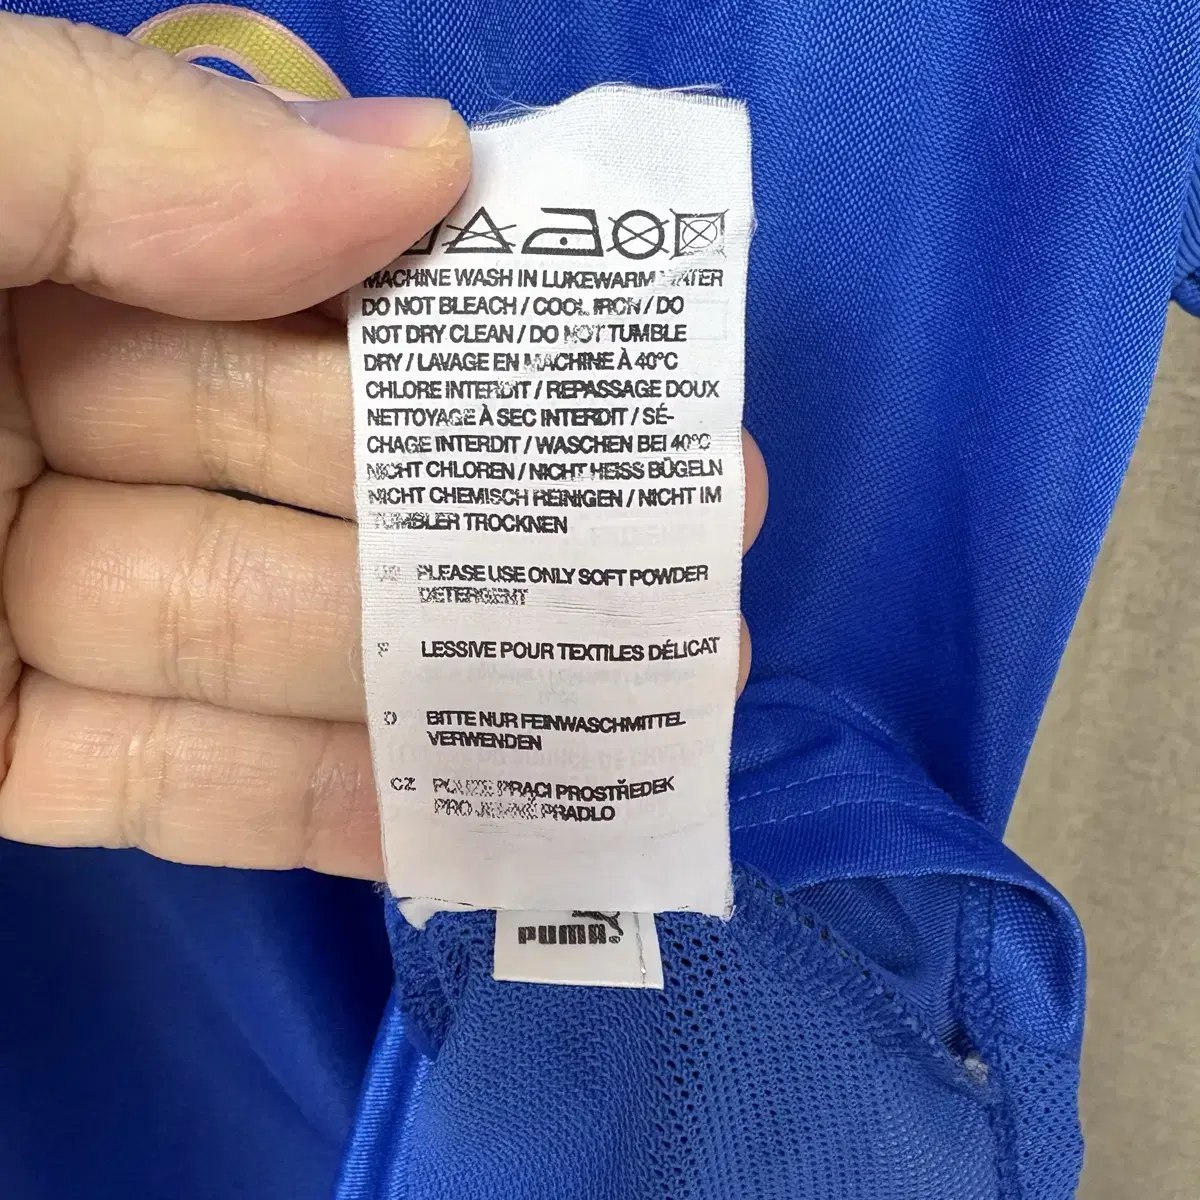 MACHINE WASH IN LUKEWARM WATER
DO NOT BLEACH / COOL IRON / DO
NOT DRY CLEAN / DO NOT TUMBLE
DRY / LAVAGE EN MACHINE À 40°C
CHLORE INTERDIT / REPASSAGE DOUX
NETTOYAGE À SEC INTERDIT / SÉ-
CHAGE INTERDIT / WASCHEN BEI 40°C
NICHT CHLOREN / NICHT HEISS BÜGELN
NICHT CHEMISCH REINIGEN / NICHT IM
TUMBLER TROCKNEN
PLEASE USE ONLY SOFT POWDER
DETERGENT
F LESSIVE POUR TEXTILES DÉLICAT
D BITTE NUR FEINWASCHMITTEL
VERWENDEN
CZ PRACI PROSTŘEDEK
PRO PRADLO
PUMA®